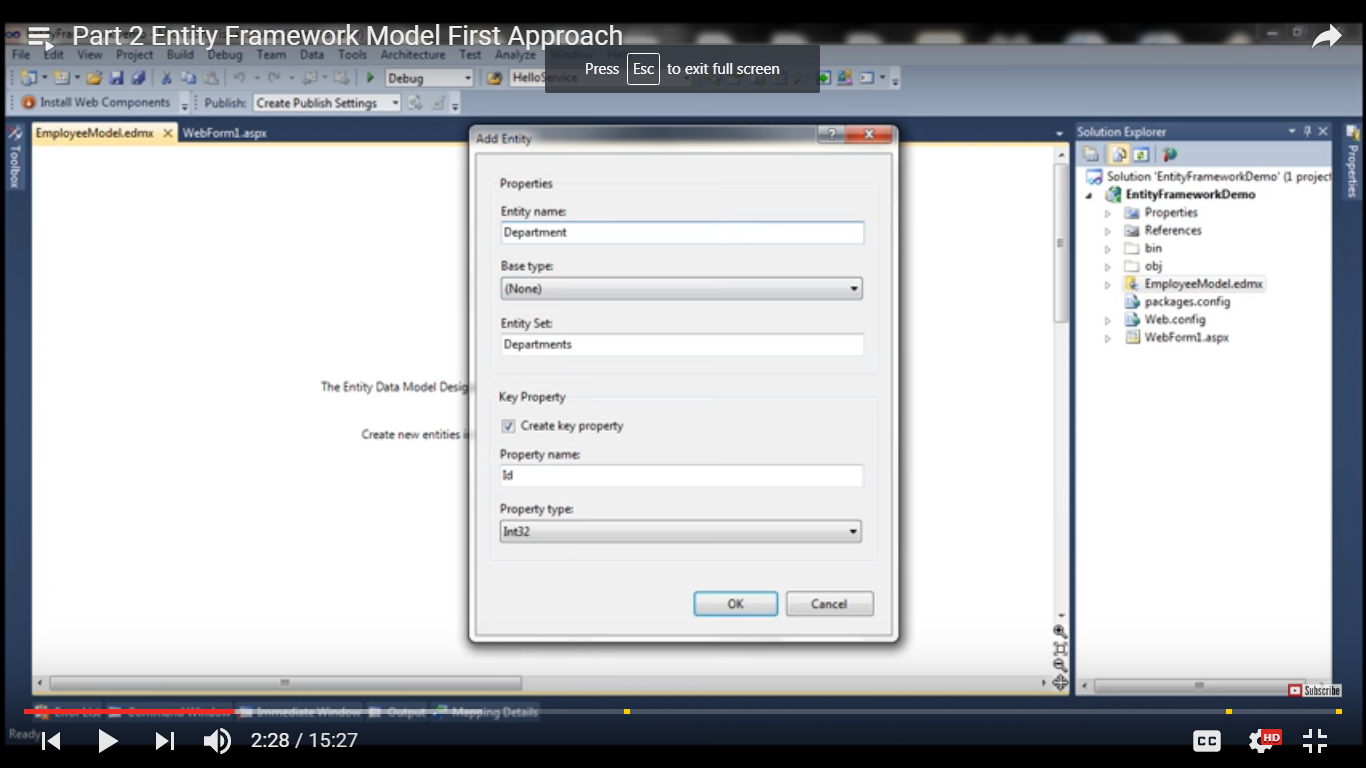 Part 2 Entity Framework Model First Approach
File Edit View Project Build Debug Team Data Tools Architecture Test Analyze
Press Esc to exit full screen
Debug
HelloService
Install Web Components
Publish: Create Publish Settings
EmployeeModel.edmx
WebForm1.aspx
Toolbox
The Entity Data Model Desig
Create new entities
Add Entity
Properties
Entity name:
Department
Base type:
(None)
Entity Set:
Departments
Key Property
Create key property
Property name:
Id
Property type:
Int32
OK
Cancel
Solution Explorer
Solution 'EntityFrameworkDemo' (1 project
EntityFrameworkDemo
Properties
References
bin
obj
EmployeeModel.edmx
packages.config
Web.config
WebForm1.aspx
Properties
Subscribe
Error List
Command Window
Immediate Window
Output
Mapping Details
Ready
2:28 / 15:27
CC
HD